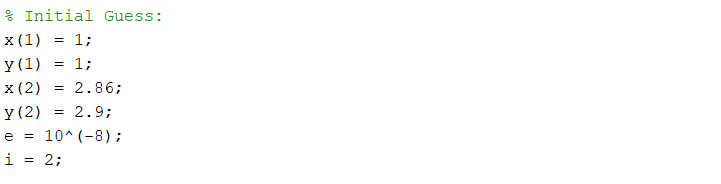 % Initial Guess:
x(1) = 1;
y(1) = 1;
x(2) = 2.86;
y(2) = 2.9;
e = 10^(-8);
i = 2;